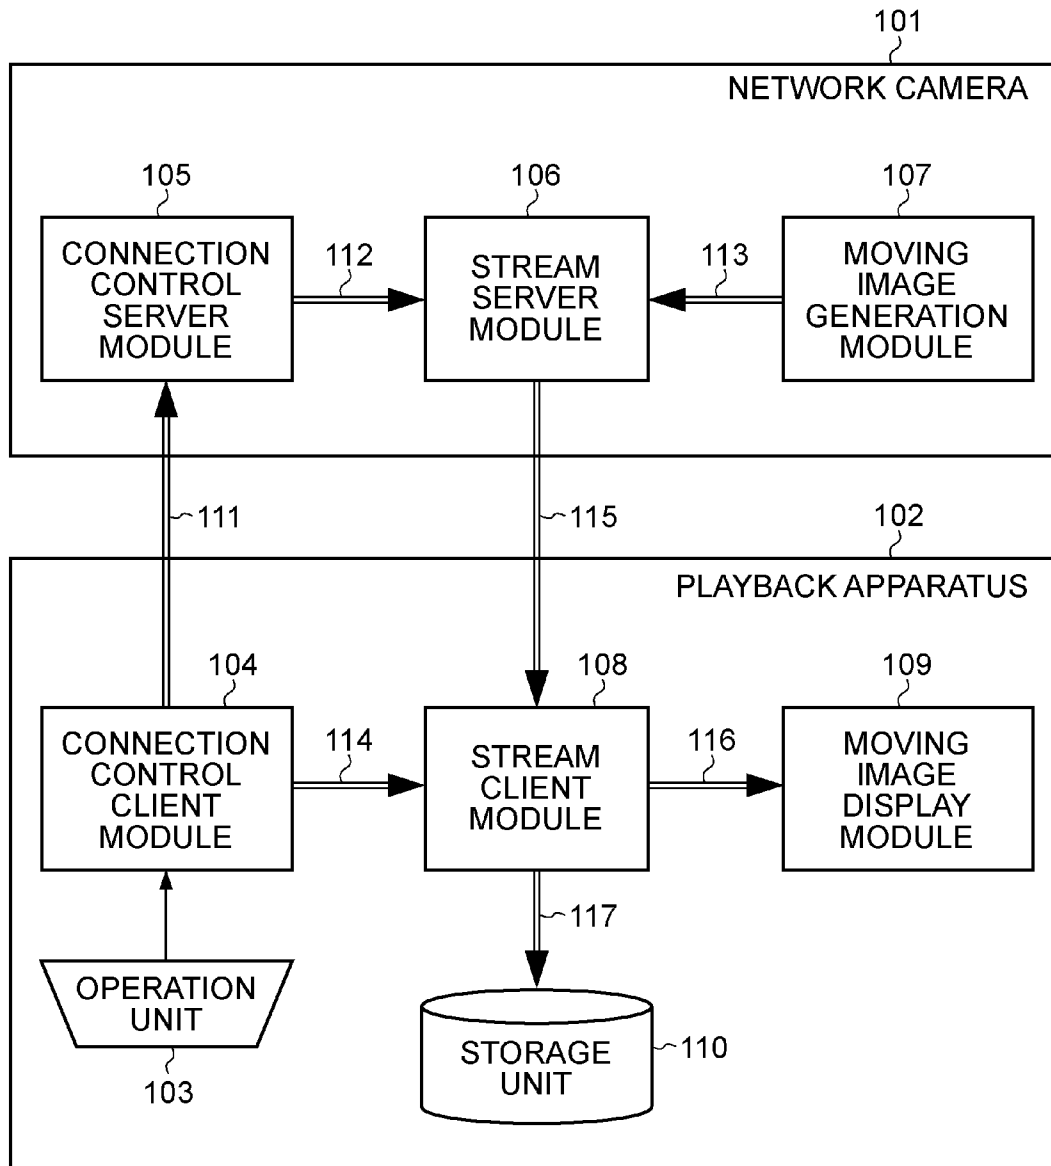 101
NETWORK CAMERA
105
106
107
CONNECTION
CONTROL
SERVER
MODULE
112
STREAM
SERVER
MODULE
113
MOVING
IMAGE
GENERATION
MODULE
111
115
102
PLAYBACK APPARATUS
104
108
109
CONNECTION
CONTROL
CLIENT
MODULE
114
STREAM
CLIENT
MODULE
116
MOVING
IMAGE
DISPLAY
MODULE
117
OPERATION
UNIT
103
STORAGE
UNIT
110